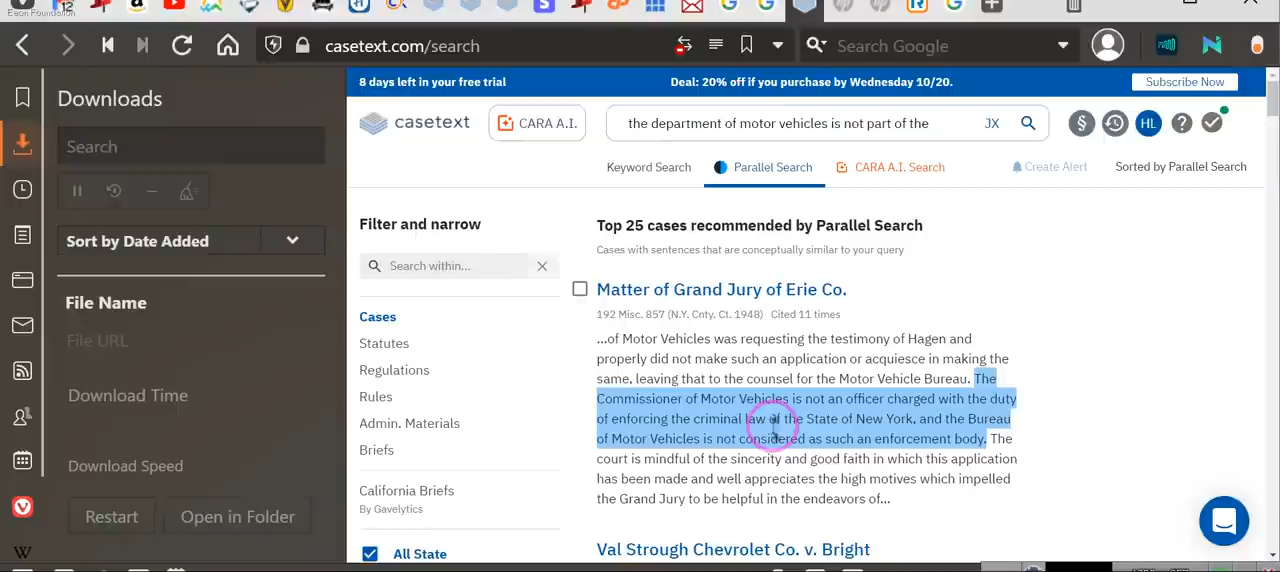 Eeon Foundation
12
casetext.com/search
Search Google
8 days left in your free trial
Deal: 20% off if you purchase by Wednesday 10/20.
Subscribe Now
Downloads
Search
Sort by Date Added
File Name
File URL
Download Time
Download Speed
Restart
Open in Folder
W
casetext
CARA A.I.
the department of motor vehicles is not part of the
JX
§
HL
?
Keyword Search
Parallel Search
CARA A.I. Search
Create Alert
Sorted by Parallel Search
Filter and narrow
Search within...
Cases
Statutes
Regulations
Rules
Admin. Materials
Briefs
California Briefs
By Gavelytics
All State
Top 25 cases recommended by Parallel Search
Cases with sentences that are conceptually similar to your query
Matter of Grand Jury of Erie Co.
192 Misc. 857 (N.Y. Cnty. Ct. 1948) Cited 11 times
...of Motor Vehicles was requesting the testimony of Hagen and
properly did not make such an application or acquiesce in making the
same, leaving that to the counsel for the Motor Vehicle Bureau. The
Commissioner of Motor Vehicles is not an officer charged with the duty
of enforcing the criminal law of the State of New York, and the Bureau
of Motor Vehicles is not considered as such an enforcement body. The
court is mindful of the sincerity and good faith in which this application
has been made and well appreciates the high motives which impelled
the Grand Jury to be helpful in the endeavors of...
Val Strough Chevrolet Co. v. Bright